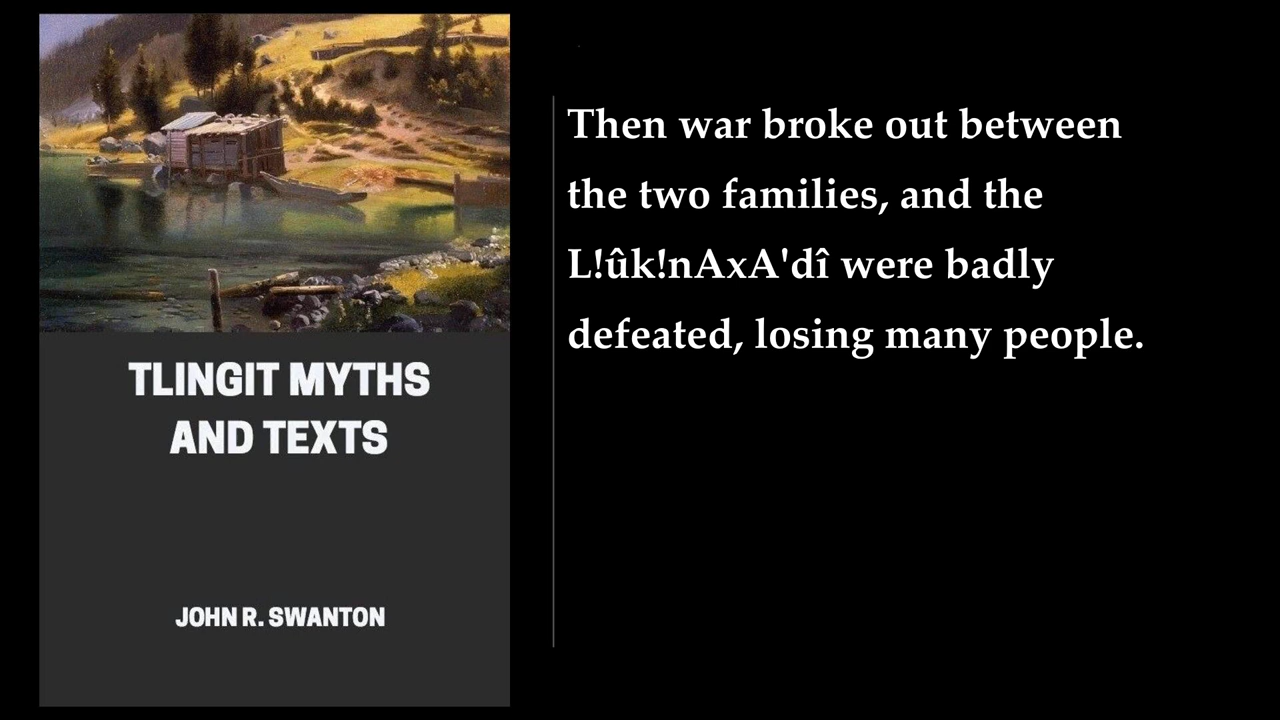 TLINGIT MYTHS
AND TEXTS
JOHN R. SWANTON
Then war broke out between
the two families, and the
L!ûk!nAxA'dî were badly
defeated, losing many people.